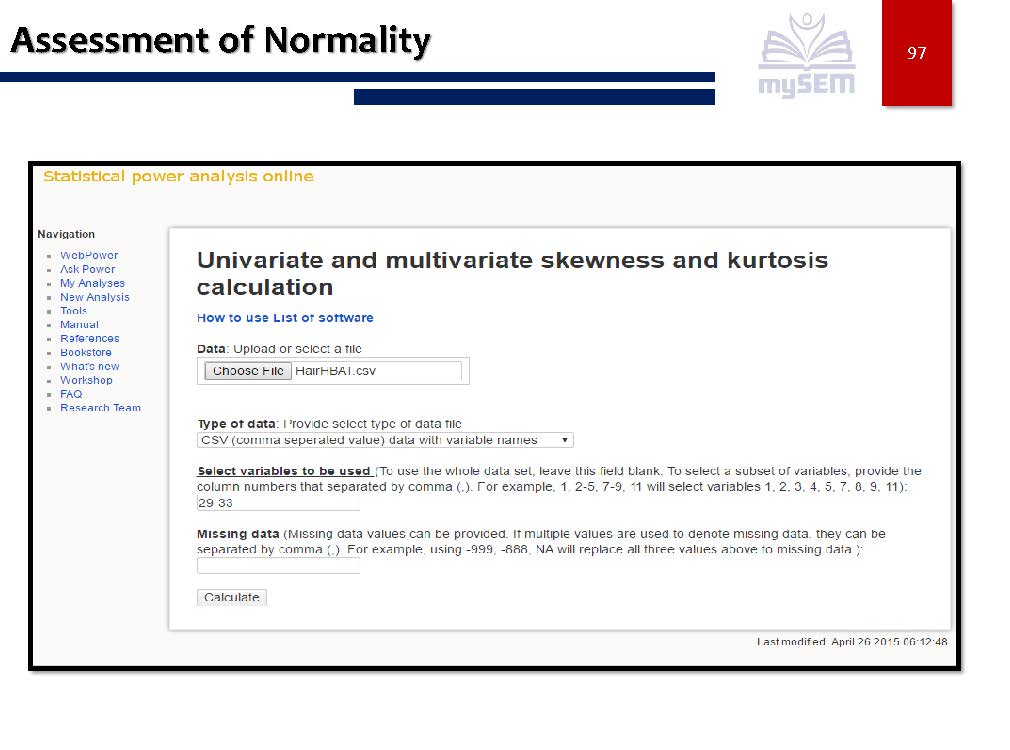 Assessment of Normality
mySEM
97
Statistical power analysis online
Navigation
WebPower
Ask Power
My Analyses
New Analysis
Tools
Manual
References
Bookstore
What's new
Workshop
FAQ
Research Team
Univariate and multivariate skewness and kurtosis
calculation
How to use List of software
Data: Upload or select a file
Choose File HairHBAT.csv
Type of data: Provide select type of data file
CSV (comma seperated value) data with variable names
Select variables to be used (To use the whole data set, leave this field blank. To select a subset of variables, provide the
column numbers that separated by comma (,). For example, 1, 2-5, 7-9, 11 will select variables 1, 2, 3, 4, 5, 7, 8, 9, 11):
29-33
Missing data (Missing data values can be provided. If multiple values are used to denote missing data, they can be
separated by comma (,). For example, using -999, -888, NA will replace all three values above to missing data.):
Calculate
Last modified: April 26 2015 06:12:48.